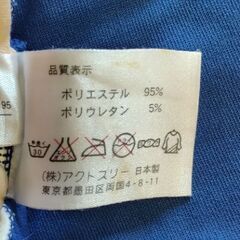 品質表示
ポリエステル 95%
ポリウレタン 5%
30
(株)アクトスリー 日本製
東京都墨田区両国4-8-11
95